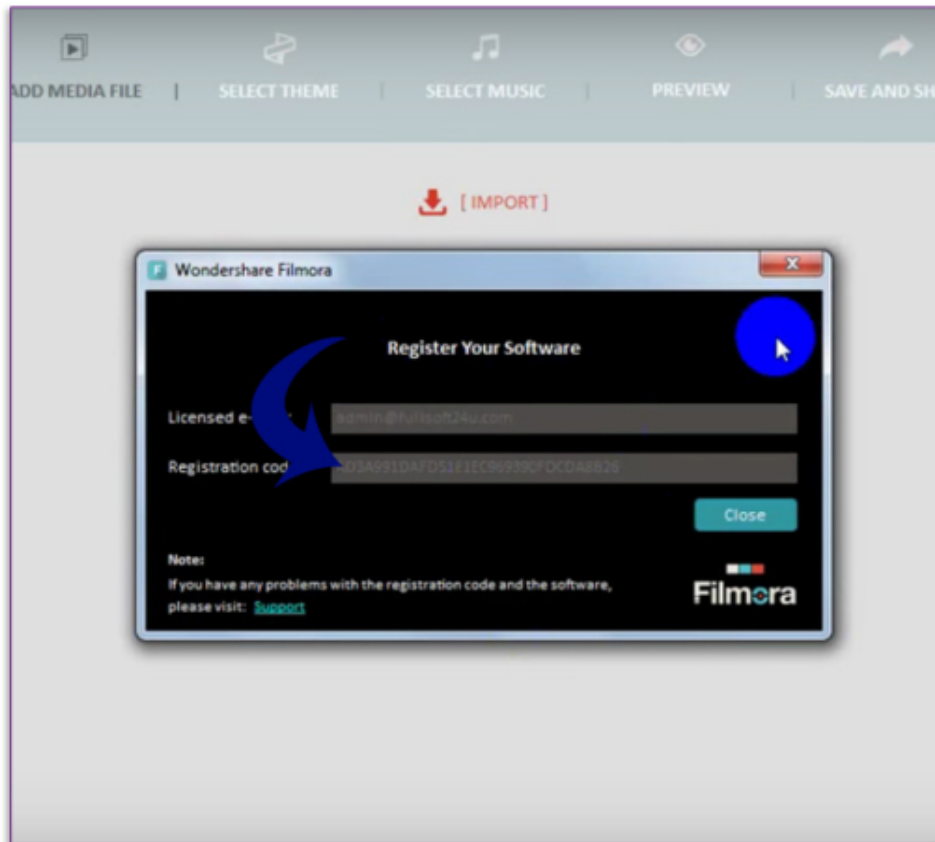 ADD MEDIA FILE | SELECT THEME | SELECT MUSIC | PREVIEW | SAVE AND SH
[ IMPORT ]
Wondershare Filmora
Register Your Software
Licensed e-
Registration cod
Close
Note:
If you have any problems with the registration code and the software,
please visit: Support
Filmora